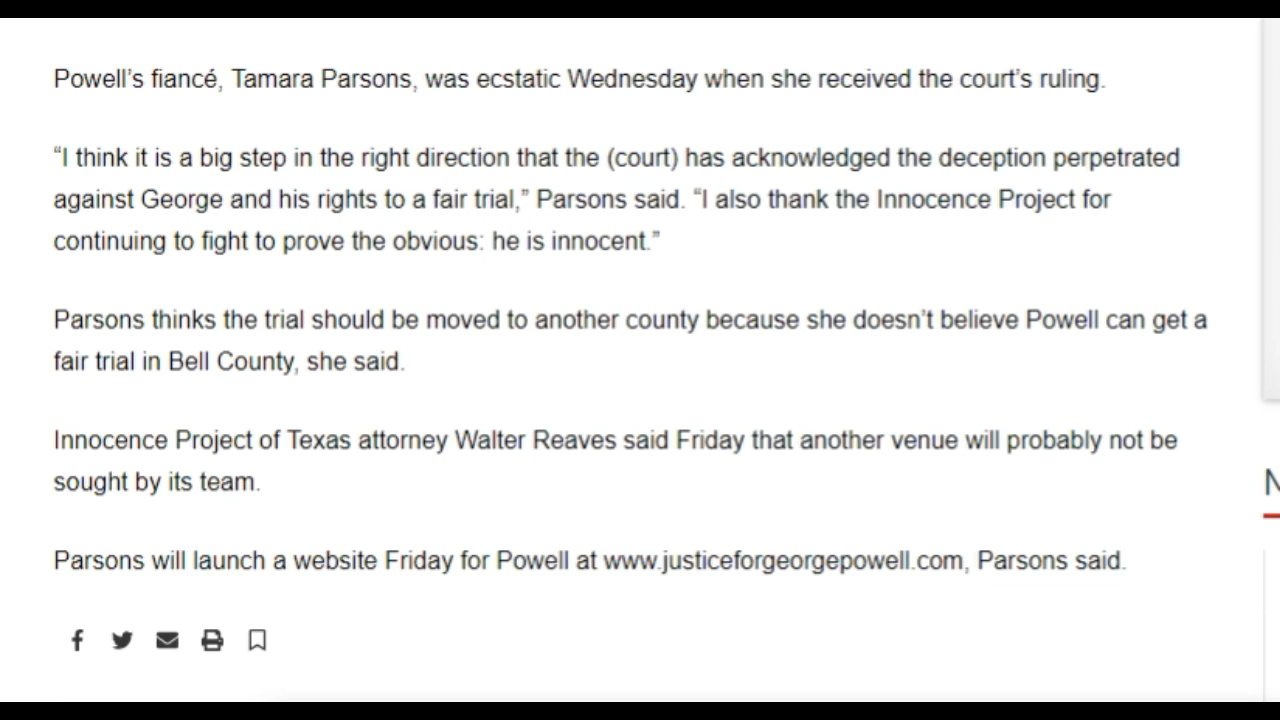 Powell’s fiancé, Tamara Parsons, was ecstatic Wednesday when she received the court’s ruling.
“I think it is a big step in the right direction that the (court) has acknowledged the deception perpetrated
against George and his rights to a fair trial,” Parsons said. “I also thank the Innocence Project for
continuing to fight to prove the obvious: he is innocent.”
Parsons thinks the trial should be moved to another county because she doesn’t believe Powell can get a
fair trial in Bell County, she said.
Innocence Project of Texas attorney Walter Reaves said Friday that another venue will probably not be
sought by its team.
Parsons will launch a website Friday for Powell at www.justiceforgeorgepowell.com, Parsons said.